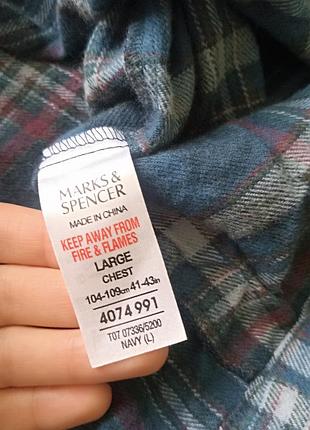 MARKS &
SPENCER
MADE IN CHINA
KEEP AWAY FROM
FIRE & FLAMES
LARGE
CHEST
104-109cm 41-43in
4074 991
T07 07336/5200
NAVY (L)